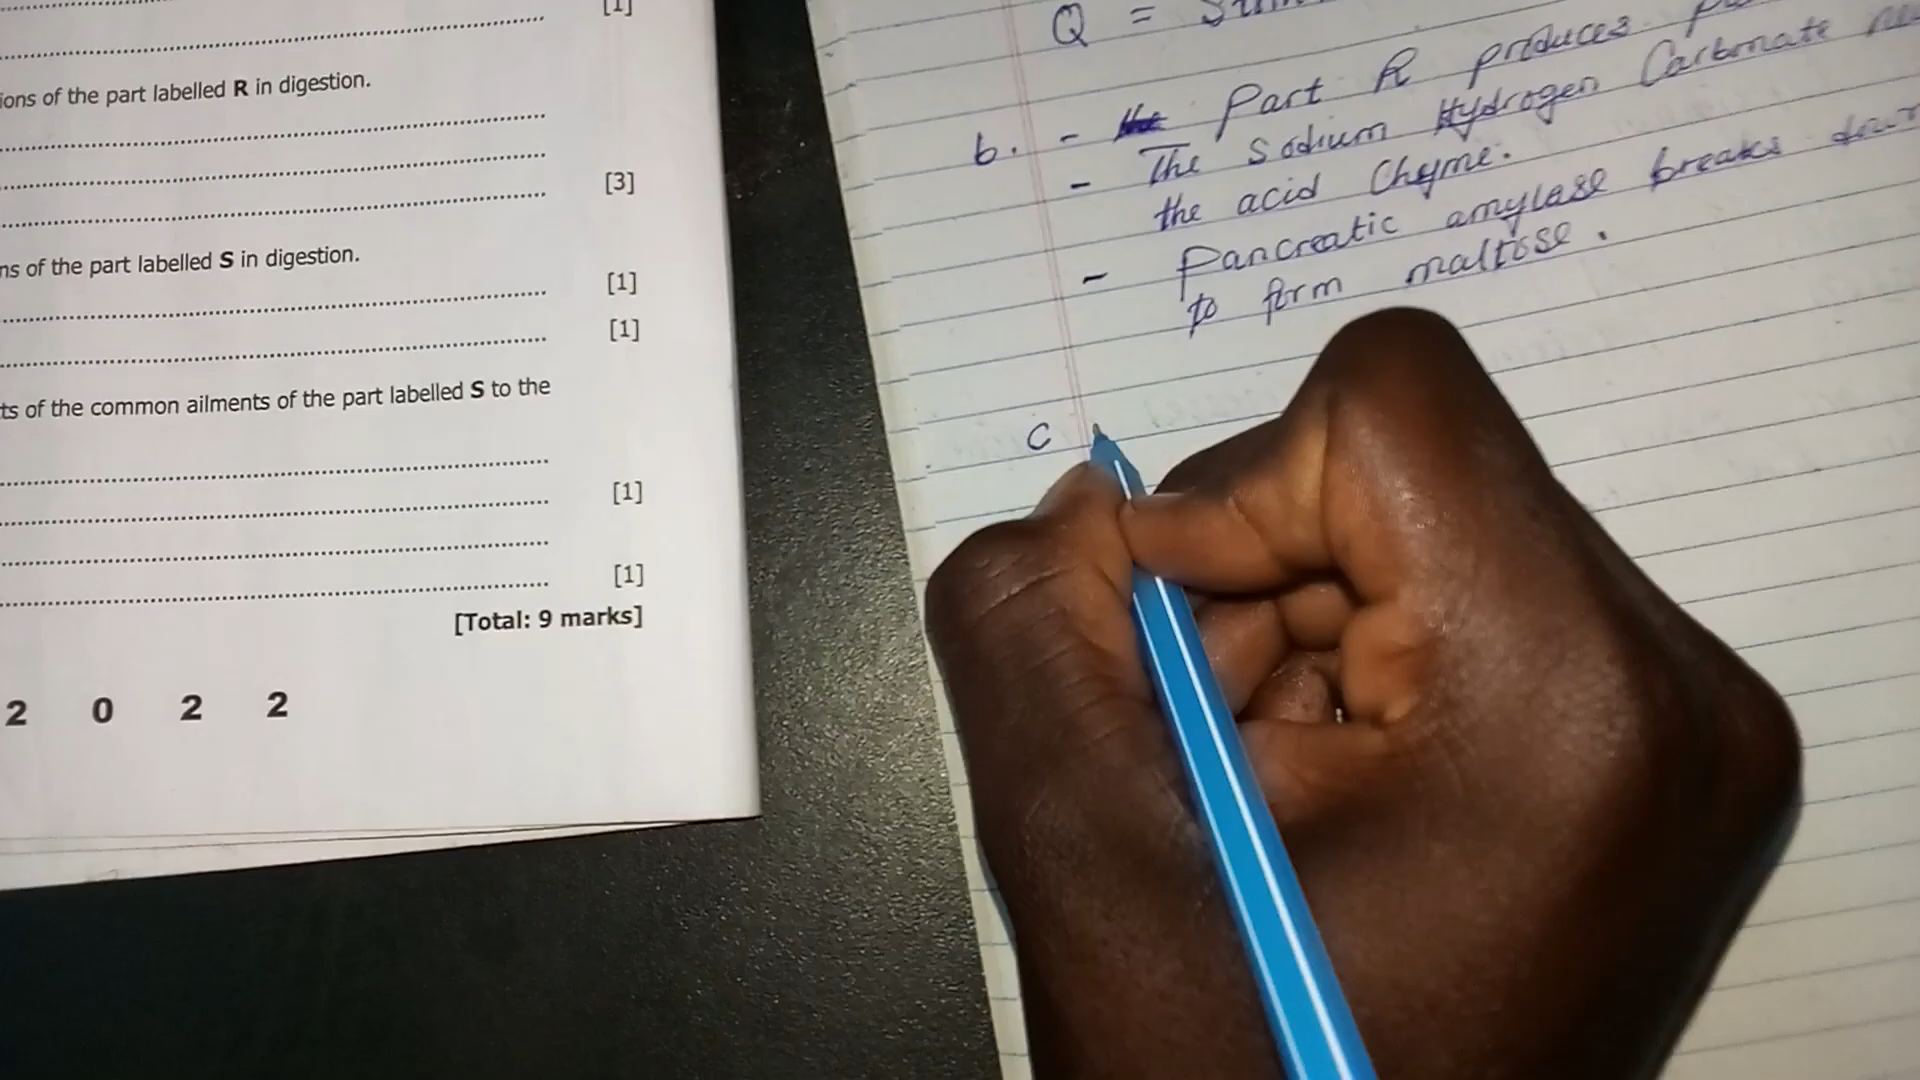 [1]
ions of the part labelled R in digestion.
[3]
ns of the part labelled S in digestion.
[1]
[1]
ts of the common ailments of the part labelled S to the
[1]
[1]
[Total: 9 marks]
2 0 2 2
Q =
b. - Part R produces
- The Sodium Hydrogen Carbonate
the acid Chyme.
- Pancreatic amylase breaks down
to form maltose.
C